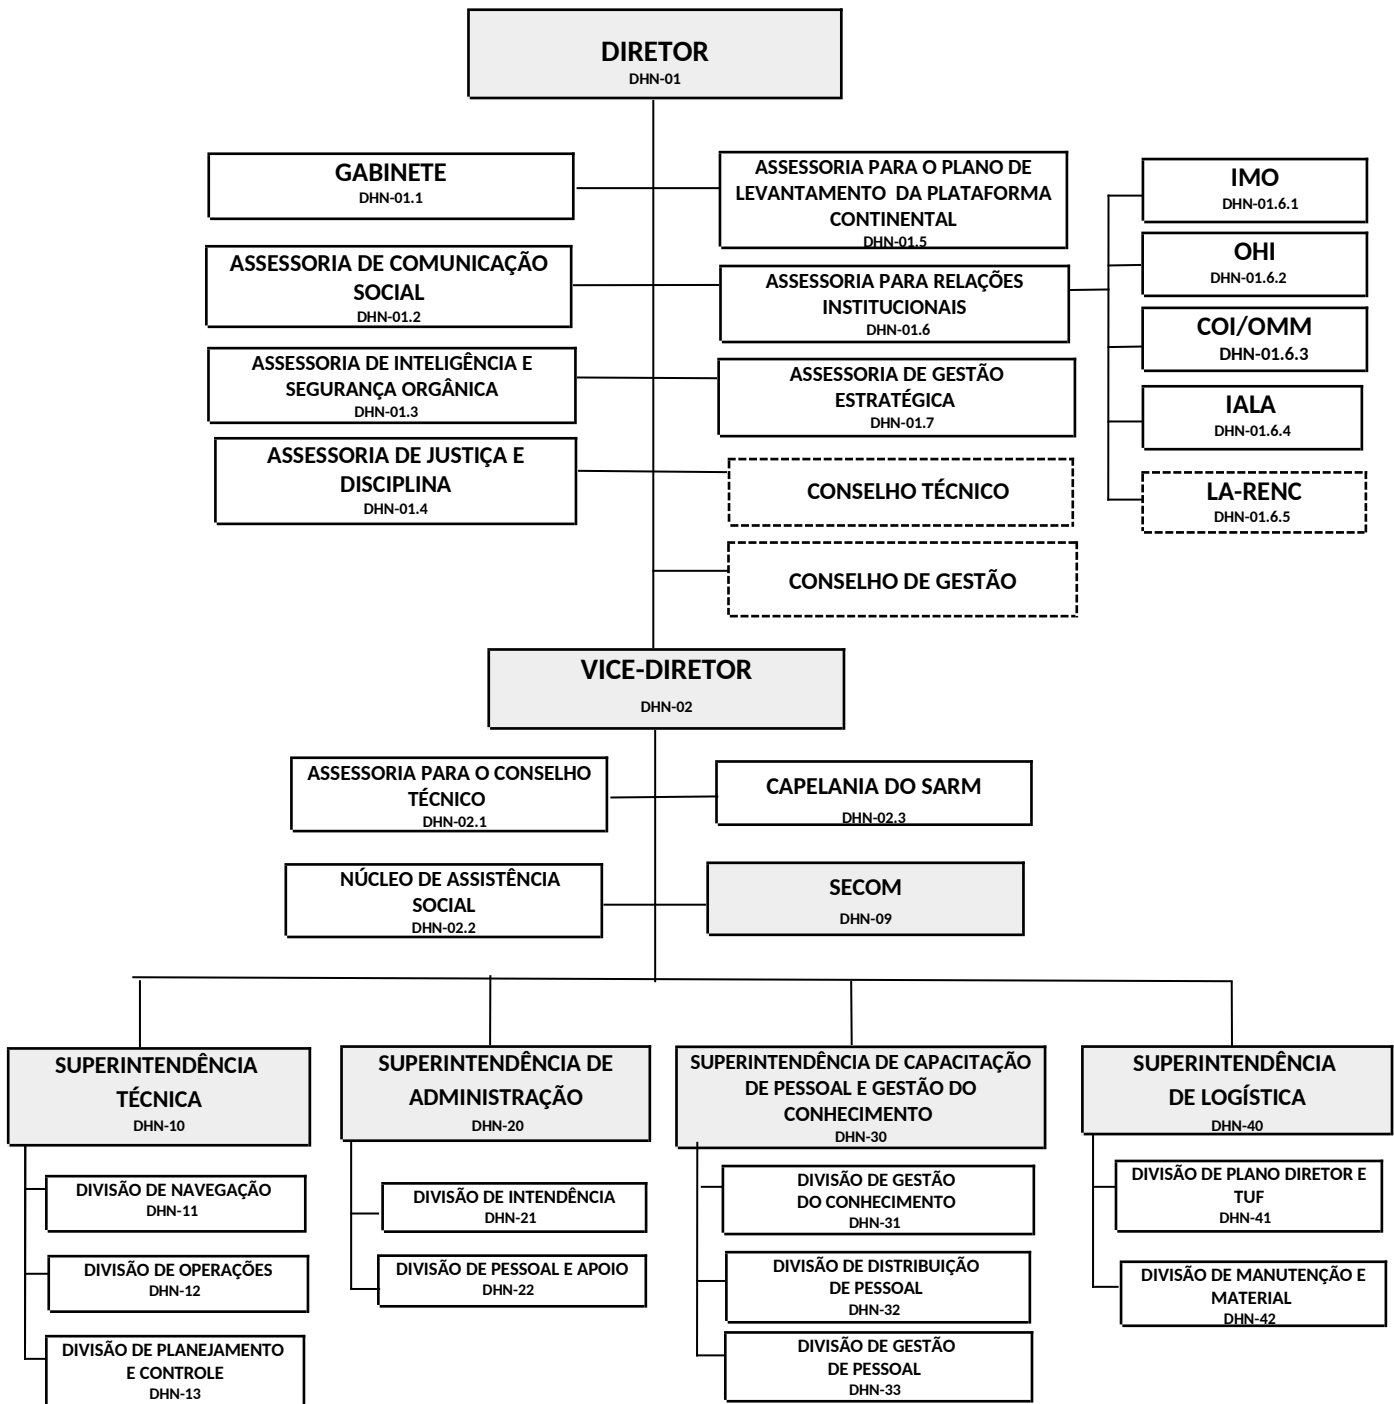 DIRETOR
DHN-01
GABINETE
DHN-01.1
ASSESSORIA PARA O PLANO DE
LEVANTAMENTO DA PLATAFORMA
CONTINENTAL
DHN-01.5
IMO
DHN-01.6.1
ASSESSORIA DE COMUNICAÇÃO
SOCIAL
DHN-01.2
ASSESSORIA PARA RELAÇÕES
INSTITUCIONAIS
DHN-01.6
OHI
DHN-01.6.2
COI/OMM
DHN-01.6.3
ASSESSORIA DE INTELIGÊNCIA E
SEGURANÇA ORGÂNICA
DHN-01.3
ASSESSORIA DE GESTÃO
ESTRATÉGICA
DHN-01.7
IALA
DHN-01.6.4
ASSESSORIA DE JUSTIÇA E
DISCIPLINA
DHN-01.4
CONSELHO TÉCNICO
LA-RENC
DHN-01.6.5
CONSELHO DE GESTÃO
VICE-DIRETOR
DHN-02
ASSESSORIA PARA O CONSELHO
TÉCNICO
DHN-02.1
CAPELANIA DO SARM
DHN-02.3
NÚCLEO DE ASSISTÊNCIA
SOCIAL
DHN-02.2
SECOM
DHN-09
SUPERINTENDÊNCIA
TÉCNICA
DHN-10
SUPERINTENDÊNCIA DE
ADMINISTRAÇÃO
DHN-20
SUPERINTENDÊNCIA DE CAPACITAÇÃO
DE PESSOAL E GESTÃO DO
CONHECIMENTO
DHN-30
SUPERINTENDÊNCIA
DE LOGÍSTICA
DHN-40
DIVISÃO DE NAVEGAÇÃO
DHN-11
DIVISÃO DE INTENDÊNCIA
DHN-21
DIVISÃO DE GESTÃO
DO CONHECIMENTO
DHN-31
DIVISÃO DE PLANO DIRETOR E
TUF
DHN-41
DIVISÃO DE OPERAÇÕES
DHN-12
DIVISÃO DE PESSOAL E APOIO
DHN-22
DIVISÃO DE DISTRIBUIÇÃO
DE PESSOAL
DHN-32
DIVISÃO DE MANUTENÇÃO E
MATERIAL
DHN-42
DIVISÃO DE PLANEJAMENTO
E CONTROLE
DHN-13
DIVISÃO DE GESTÃO
DE PESSOAL
DHN-33